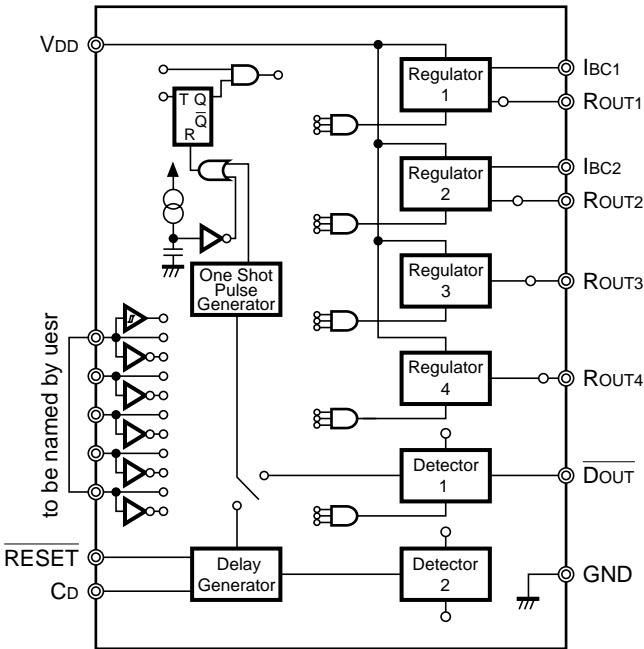 VDD
Regulator
1
IBC1
ROUT1
T Q
Q
R
Regulator
2
IBC2
ROUT2
One Shot
Pulse
Generator
Regulator
3
ROUT3
to be named by uesr
Regulator
4
ROUT4
Detector
1
DOUT
RESET
CD
Delay
Generator
Detector
2
GND